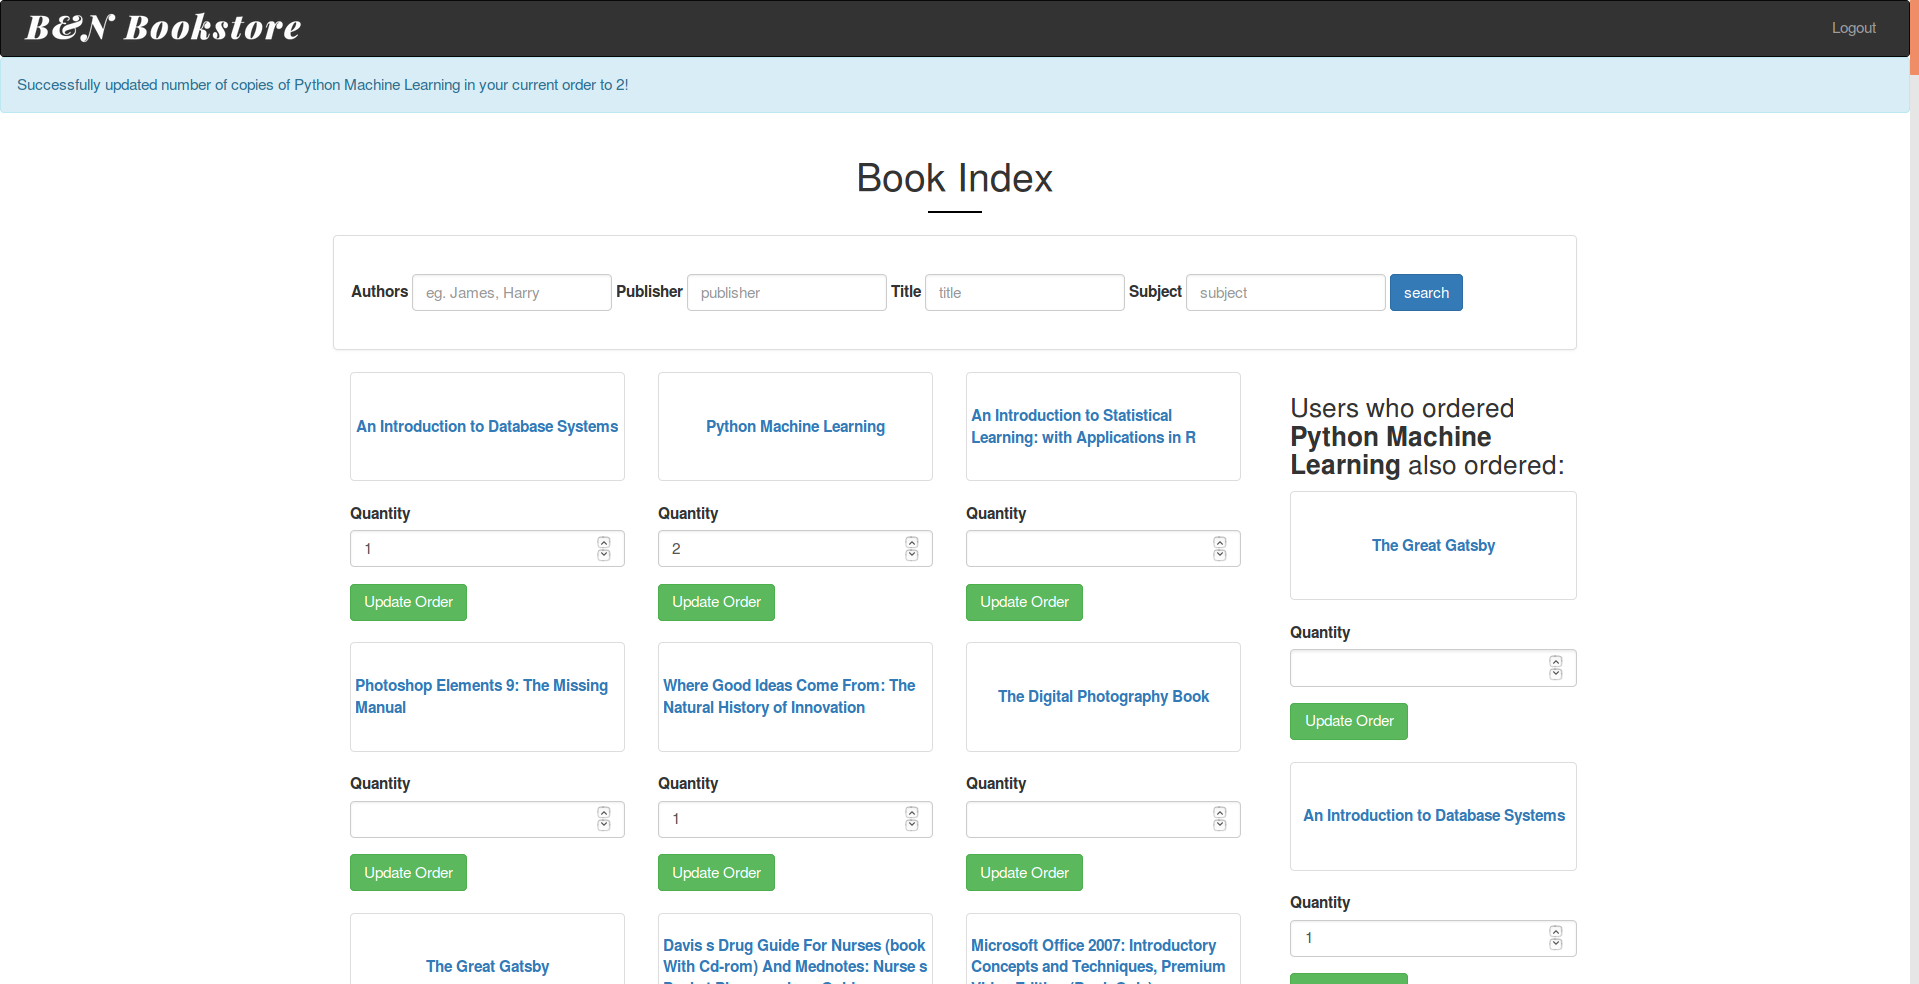 B&N Bookstore
Logout
Successfully updated number of copies of Python Machine Learning in your current order to 2!
Book Index
Authors eg. James, Harry Publisher publisher Title title Subject subject search
An Introduction to Database Systems
Quantity
1
Update Order
Python Machine Learning
Quantity
2
Update Order
An Introduction to Statistical
Learning: with Applications in R
Quantity
Update Order
Photoshop Elements 9: The Missing
Manual
Quantity
Update Order
Where Good Ideas Come From: The
Natural History of Innovation
Quantity
1
Update Order
The Digital Photography Book
Quantity
Update Order
The Great Gatsby
Davis s Drug Guide For Nurses (book
With Cd-rom) And Mednotes: Nurse s
Microsoft Office 2007: Introductory
Concepts and Techniques, Premium
Users who ordered
Python Machine
Learning also ordered:
The Great Gatsby
Quantity
Update Order
An Introduction to Database Systems
Quantity
1